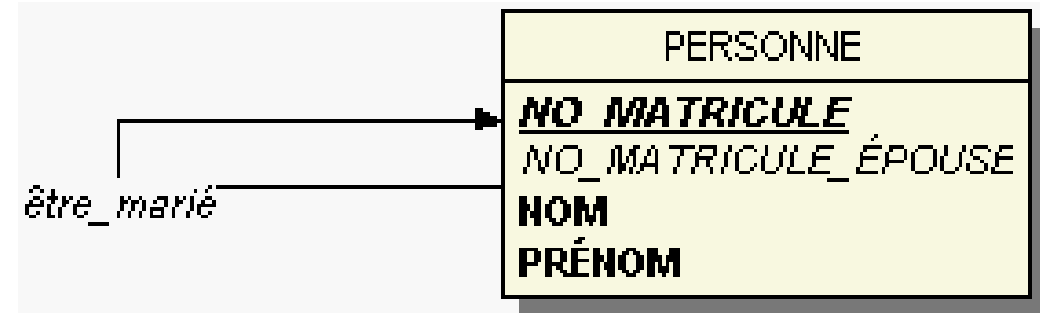 PERSONNE
NO_MATRICULE
NO_MATRICULE_ÉPOUSE
être_marié
NOM
PRÉNOM